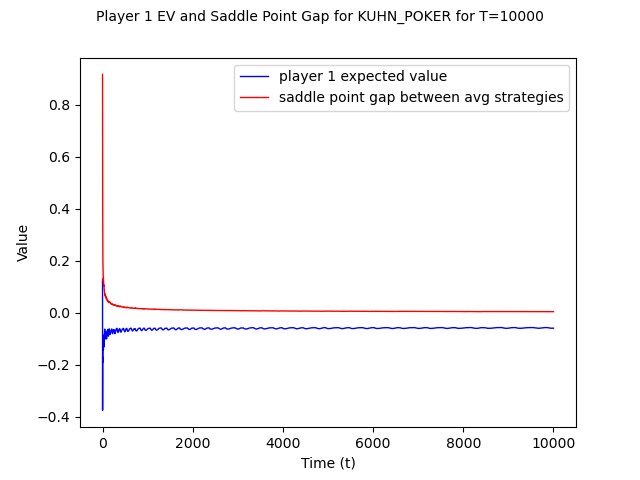 Player 1 EV and Saddle Point Gap for KUHN_POKER for T=10000
player 1 expected value
saddle point gap between avg strategies
0.8
0.6
0.4
0.2
0.0
−0.2
−0.4
Value
0 2000 4000 6000 8000 10000
Time (t)